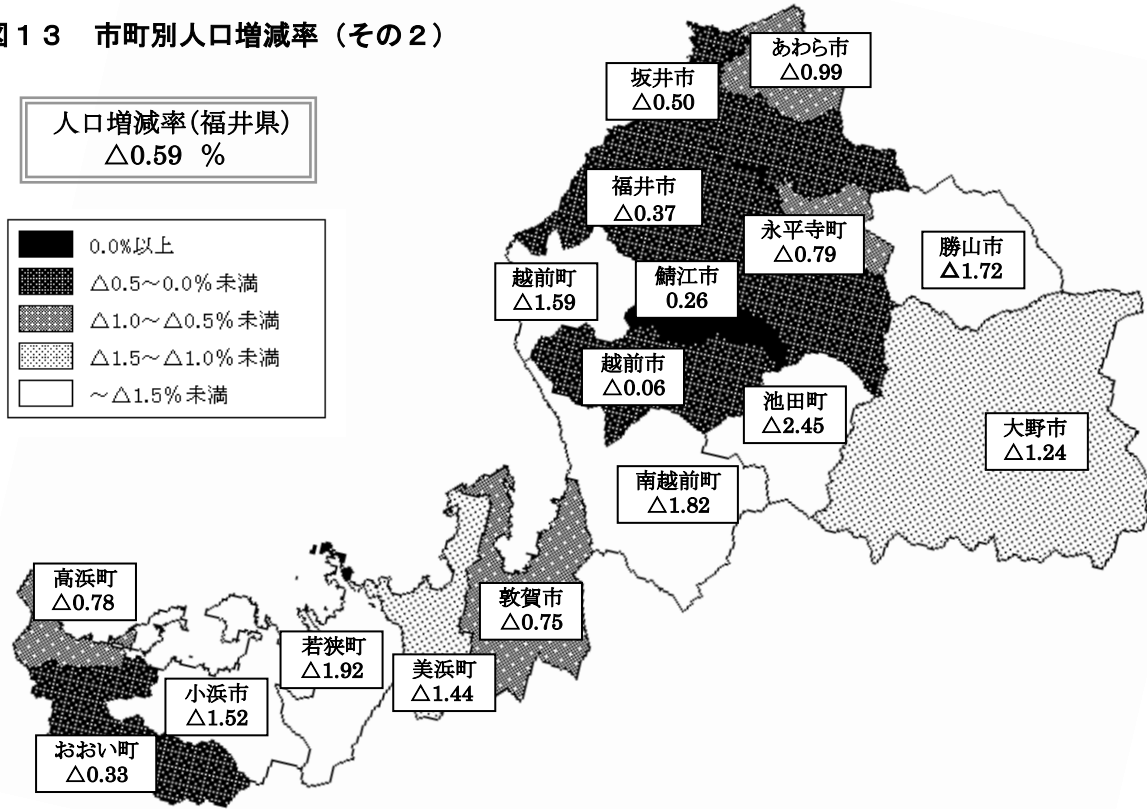 図１３　市町別人口増減率（その２）
人口増減率(福井県)
△0.59 ％
0.0%以上
△0.5～0.0%未満
△1.0～△0.5%未満
△1.5～△1.0%未満
～△1.5%未満
あわら市
△0.99
坂井市
△0.50
福井市
△0.37
永平寺町
△0.79
勝山市
△1.72
越前町
△1.59
鯖江市
0.26
越前市
△0.06
池田町
△2.45
大野市
△1.24
南越前町
△1.82
高浜町
△0.78
敦賀市
△0.75
若狭町
△1.92
美浜町
△1.44
小浜市
△1.52
おおい町
△0.33